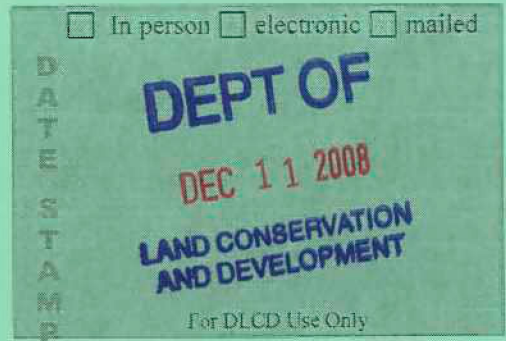 ☐ In person ☐ electronic ☐ mailed
DATE STAMP
DEPT OF
DEC 11 2008
LAND CONSERVATION
AND DEVELOPMENT
For DLCD Use Only